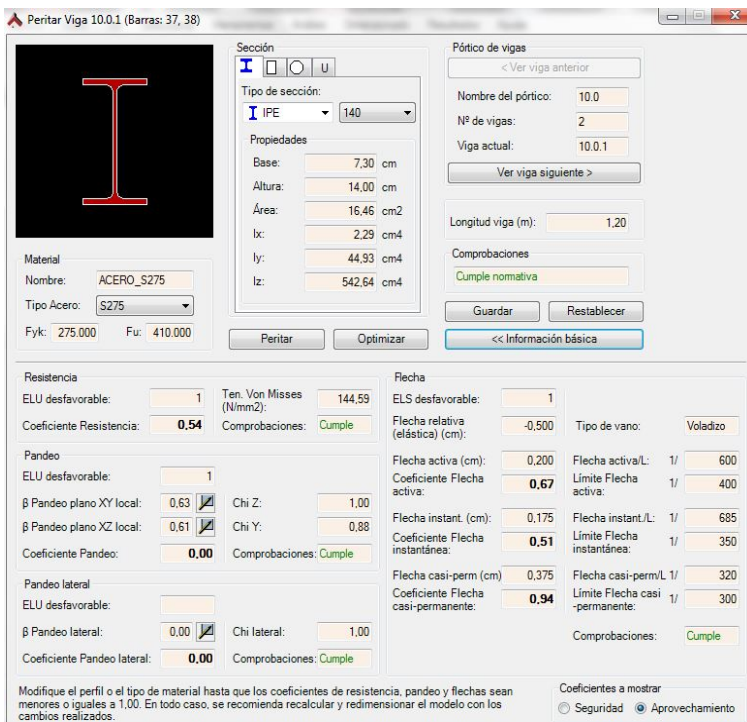 Peritar Viga 10.0.1 (Barras: 37, 38)
Sección
U
Tipo de sección:
IPE 140
Propiedades
Base: 7,30 cm
Altura: 14,00 cm
Área: 16,46 cm2
Ix: 2,29 cm4
Iy: 44,93 cm4
Iz: 542,64 cm4
Pórtico de vigas
< Ver viga anterior
Nombre del pórtico: 10.0
Nº de vigas: 2
Viga actual: 10.0.1
Ver viga siguiente >
Longitud viga (m): 1,20
Material
Nombre: ACERO_S275
Tipo Acero: S275
Fyk: 275.000 Fu: 410.000
Comprobaciones
Cumple normativa
Guardar Restablecer
Peritar Optimizar << Información básica
Resistencia
ELU desfavorable: 1 Ten. Von Misses (N/mm2): 144,59
Coeficiente Resistencia: 0,54 Comprobaciones: Cumple
Pandeo
ELU desfavorable: 1
β Pandeo plano XY local: 0,63 Chi Z: 1,00
β Pandeo plano XZ local: 0,61 Chi Y: 0,88
Coeficiente Pandeo: 0,00 Comprobaciones: Cumple
Pandeo lateral
ELU desfavorable:
β Pandeo lateral: 0,00 Chi lateral: 1,00
Coeficiente Pandeo lateral: 0,00 Comprobaciones: Cumple
Flecha
ELS desfavorable: 1
Flecha relativa (elástica) (cm): -0,500 Tipo de vano: Voladizo
Flecha activa (cm): 0,200 Flecha activa/L: 1/ 600
Coeficiente Flecha activa: 0,67 Límite Flecha activa: 1/ 400
Flecha instant. (cm): 0,175 Flecha instant./L: 1/ 685
Coeficiente Flecha instantánea: 0,51 Límite Flecha instantánea: 1/ 350
Flecha casi-perm (cm) 0,375 Flecha casi-perm/L 1/ 320
Coeficiente Flecha casi-permanente: 0,94 Límite Flecha casi -permanente: 1/ 300
Comprobaciones: Cumple
Modifique el perfil o el tipo de material hasta que los coeficientes de resistencia, pandeo y flechas sean
menores o iguales a 1,00. En todo caso, se recomienda recalcular y redimensionar el modelo con los
cambios realizados.
Coeficientes a mostrar
Seguridad Aprovechamiento